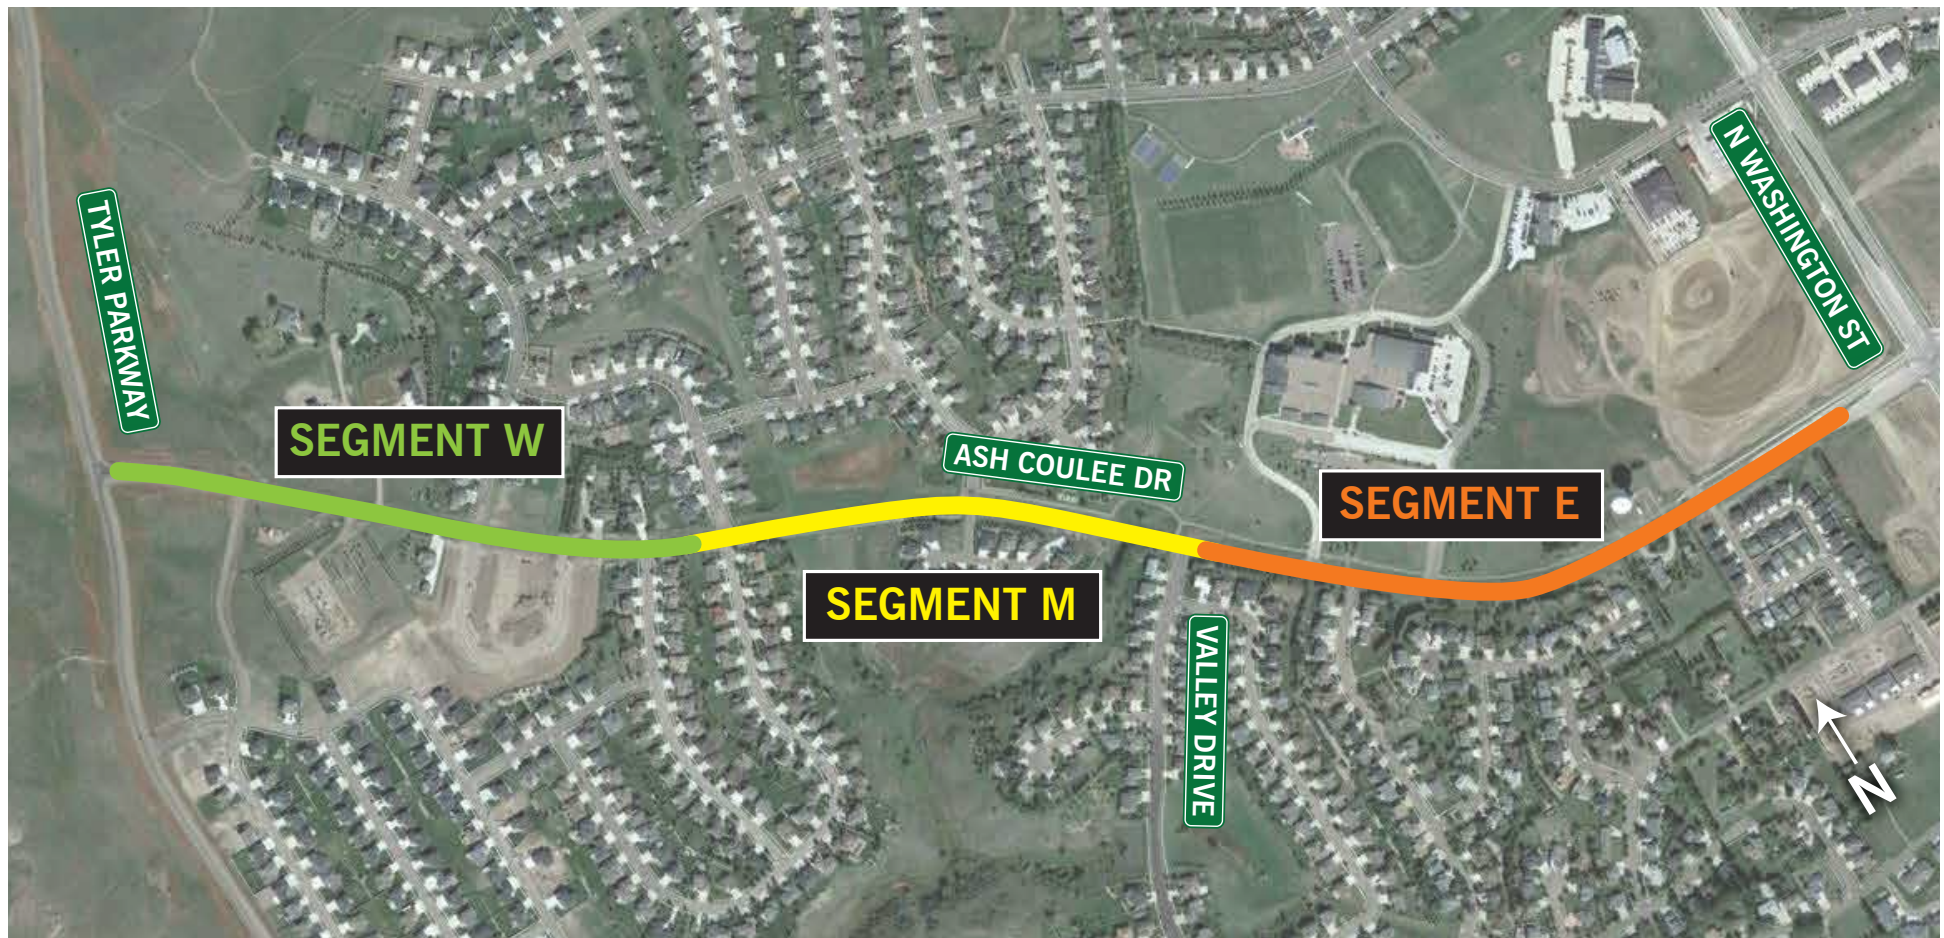 TYLER PARKWAY
N WASHINGTON ST
SEGMENT W
ASH COULEE DR
SEGMENT E
SEGMENT M
VALLEY DRIVE
N